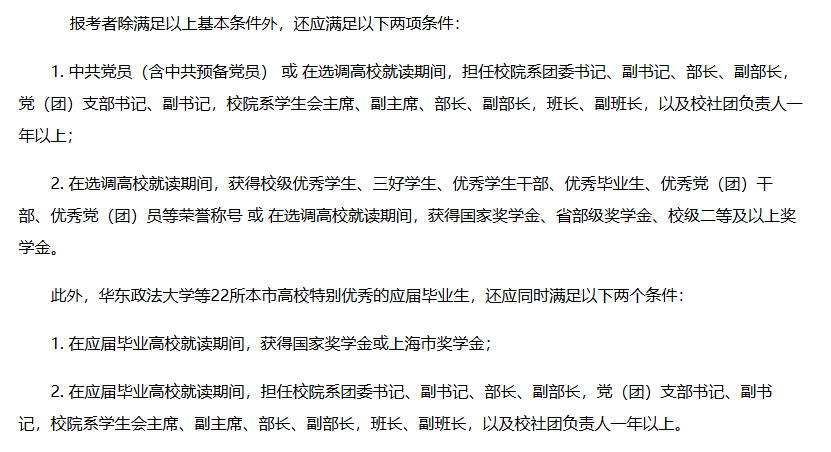 报考者除满足以上基本条件外，还应满足以下两项条件：
1. 中共党员（含中共预备党员） 或 在选调高校就读期间，担任校院系团委书记、副书记、部长、副部长，
党（团）支部书记、副书记，校院系学生会主席、副主席、部长、副部长，班长、副班长，以及校社团负责人一
年以上；
2. 在选调高校就读期间，获得校级优秀学生、三好学生、优秀学生干部、优秀毕业生、优秀党（团）干
部、优秀党（团）员等荣誉称号 或 在选调高校就读期间，获得国家奖学金、省部级奖学金、校级二等及以上奖
学金。
此外，华东政法大学等22所本市高校特别优秀的应届毕业生，还应同时满足以下两个条件：
1. 在应届毕业高校就读期间，获得国家奖学金或上海市奖学金；
2. 在应届毕业高校就读期间，担任校院系团委书记、副书记、部长、副部长，党（团）支部书记、副书
记，校院系学生会主席、副主席、部长、副部长，班长、副班长，以及校社团负责人一年以上。